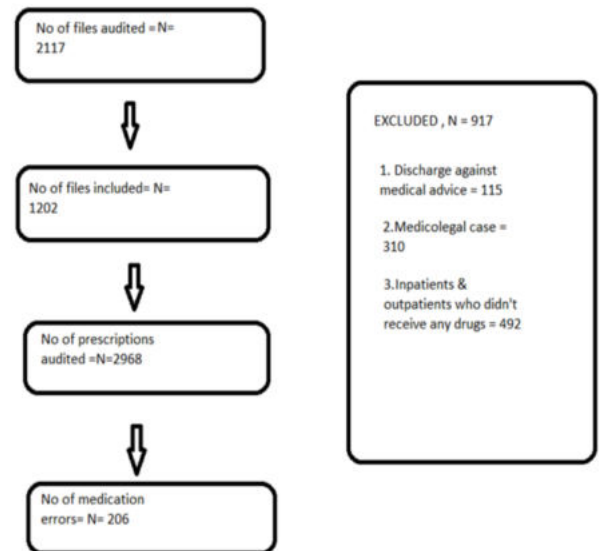 No of files audited =N=
2117
No of files included= N=
1202
No of prescriptions
audited =N=2968
No of medication
errors= N= 206
EXCLUDED , N = 917
1. Discharge against
medical advice = 115
2.Medicolegal case =
310
3.Inpatients &
outpatients who didn't
receive any drugs = 492